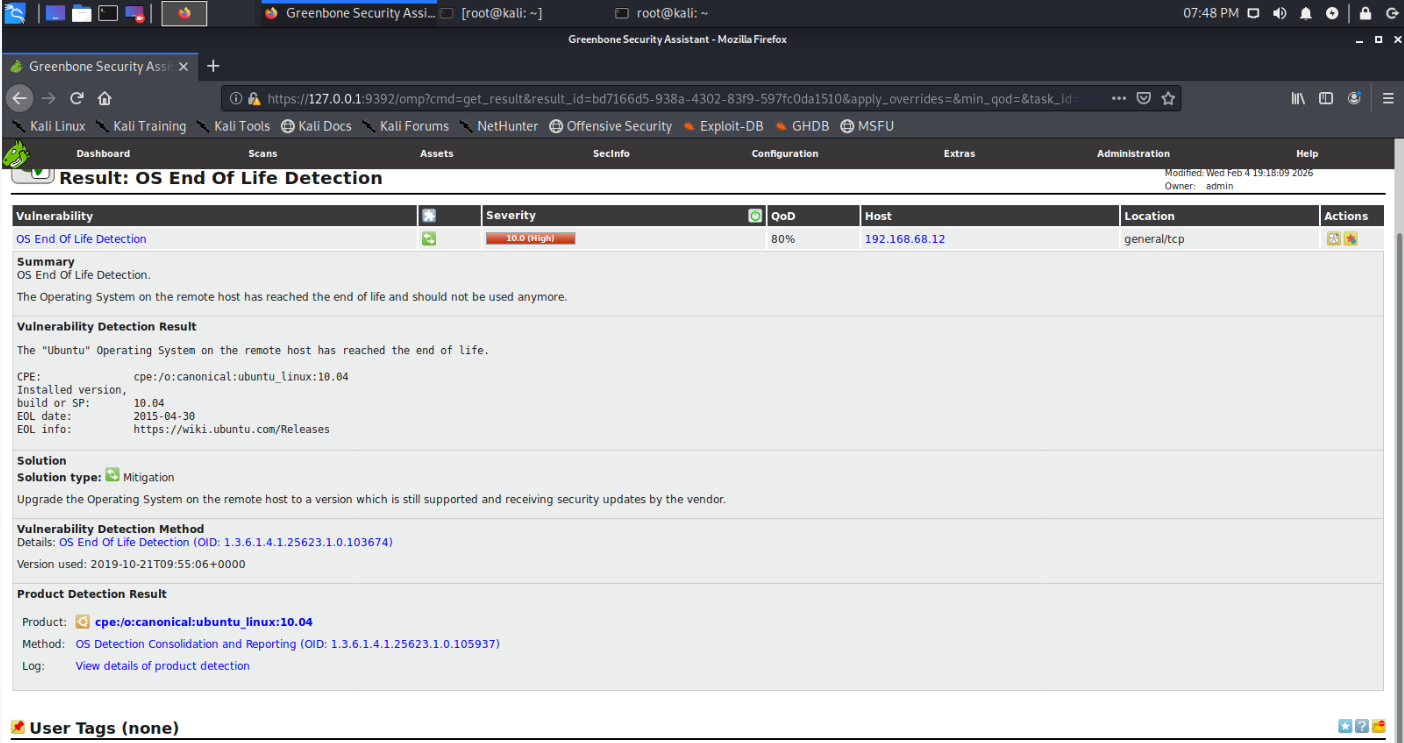 Greenbone Security Assi... [root@kali: ~] root@kali: ~ 07:48 PM
Greenbone Security Assistant - Mozilla Firefox
Greenbone Security Assi
https://127.0.0.1:9392/omp?cmd=get_result&result_id=bd7166d5-938a-4302-83f9-597fc0da1510&apply_overrides=&min_qod=&task_id=
Kali Linux Kali Training Kali Tools Kali Docs Kali Forums NetHunter Offensive Security Exploit-DB GHDB MSFU
Dashboard Scans Assets SecInfo Configuration Extras Administration Help
Result: OS End Of Life Detection
Modified: Wed Feb 4 19:18:09 2026
Owner: admin
Vulnerability Severity QoD Host Location Actions
OS End Of Life Detection 10.0 (High) 80% 192.168.68.12 general/tcp
Summary
OS End Of Life Detection.
The Operating System on the remote host has reached the end of life and should not be used anymore.
Vulnerability Detection Result
The "Ubuntu" Operating System on the remote host has reached the end of life.
CPE: cpe:/o:canonical:ubuntu_linux:10.04
Installed version,
build or SP: 10.04
EOL date: 2015-04-30
EOL info: https://wiki.ubuntu.com/Releases
Solution
Solution type: Mitigation
Upgrade the Operating System on the remote host to a version which is still supported and receiving security updates by the vendor.
Vulnerability Detection Method
Details: OS End Of Life Detection (OID: 1.3.6.1.4.1.25623.1.0.103674)
Version used: 2019-10-21T09:55:06+0000
Product Detection Result
Product: cpe:/o:canonical:ubuntu_linux:10.04
Method: OS Detection Consolidation and Reporting (OID: 1.3.6.1.4.1.25623.1.0.105937)
Log: View details of product detection
User Tags (none)